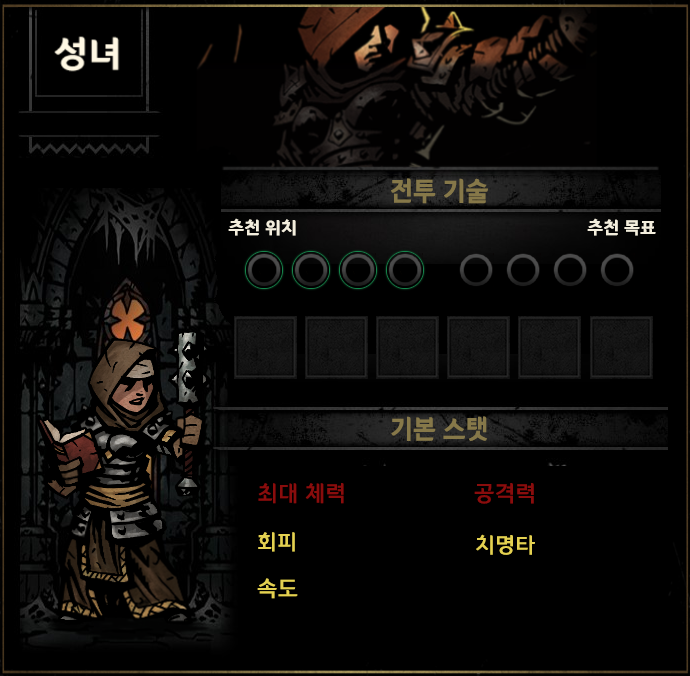 성녀
전투 기술
추천 위치 추천 목표
기본 스탯
최대 체력 공격력
회피 치명타
속도